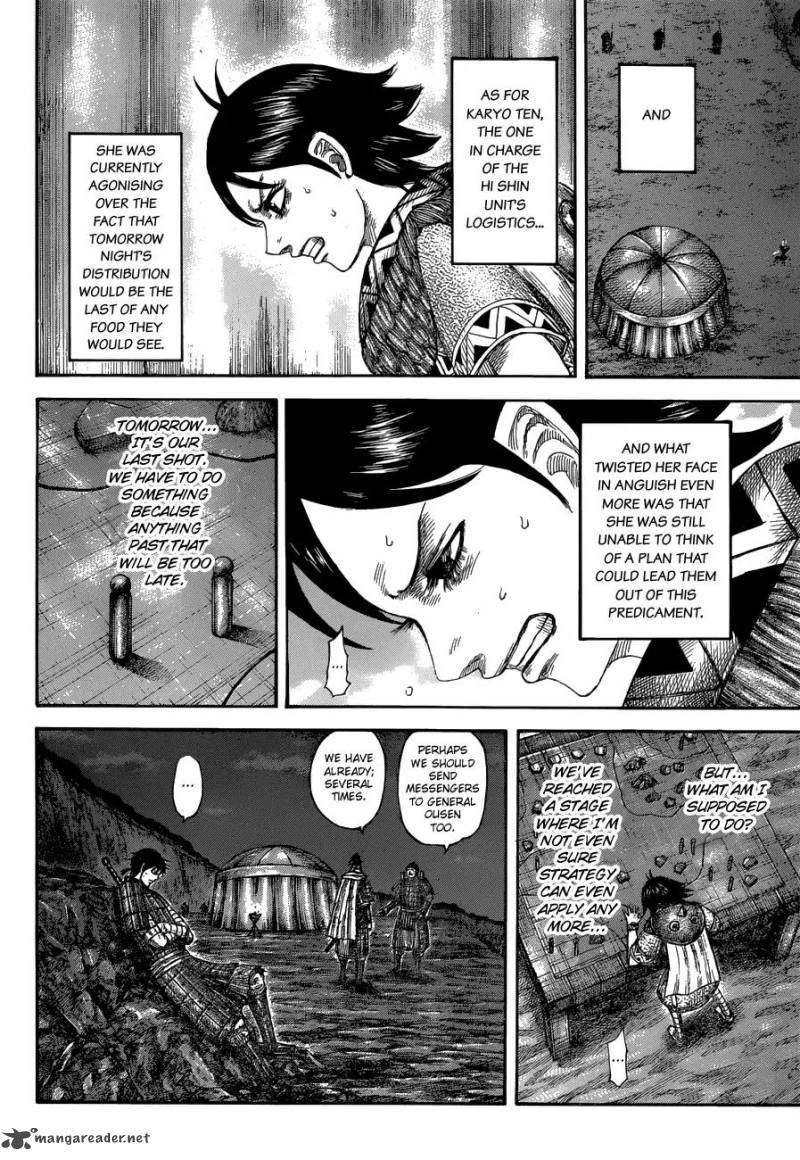 AND
AS FOR
KARYO TEN,
THE ONE
IN CHARGE
OF THE
HI SHIN
UNIT'S
LOGISTICS...
SHE WAS
CURRENTLY
AGONISING
OVER THE
FACT THAT
TOMORROW
NIGHT'S
DISTRIBUTION
WOULD BE THE
LAST OF ANY
FOOD THEY
WOULD SEE.
AND WHAT
TWISTED HER FACE
IN ANGUISH EVEN
MORE WAS THAT
SHE WAS STILL
UNABLE TO THINK
OF A PLAN THAT
COULD LEAD THEM
OUT OF THIS
PREDICAMENT.
...
TOMORROW...
IT'S OUR
LAST SHOT.
WE HAVE TO DO
SOMETHING
BECAUSE
ANYTHING
PAST THAT
WILL BE TOO
LATE.
BUT...
WHAT AM I
SUPPOSED
TO DO?
WE'VE
REACHED
A STAGE
WHERE I'M
NOT EVEN
SURE
STRATEGY
CAN EVEN
APPLY ANY
MORE...
...
PERHAPS
WE SHOULD
SEND
MESSENGERS
TO GENERAL
OUSEN
TOO.
WE HAVE
ALREADY;
SEVERAL
TIMES.
...
mangareader.net